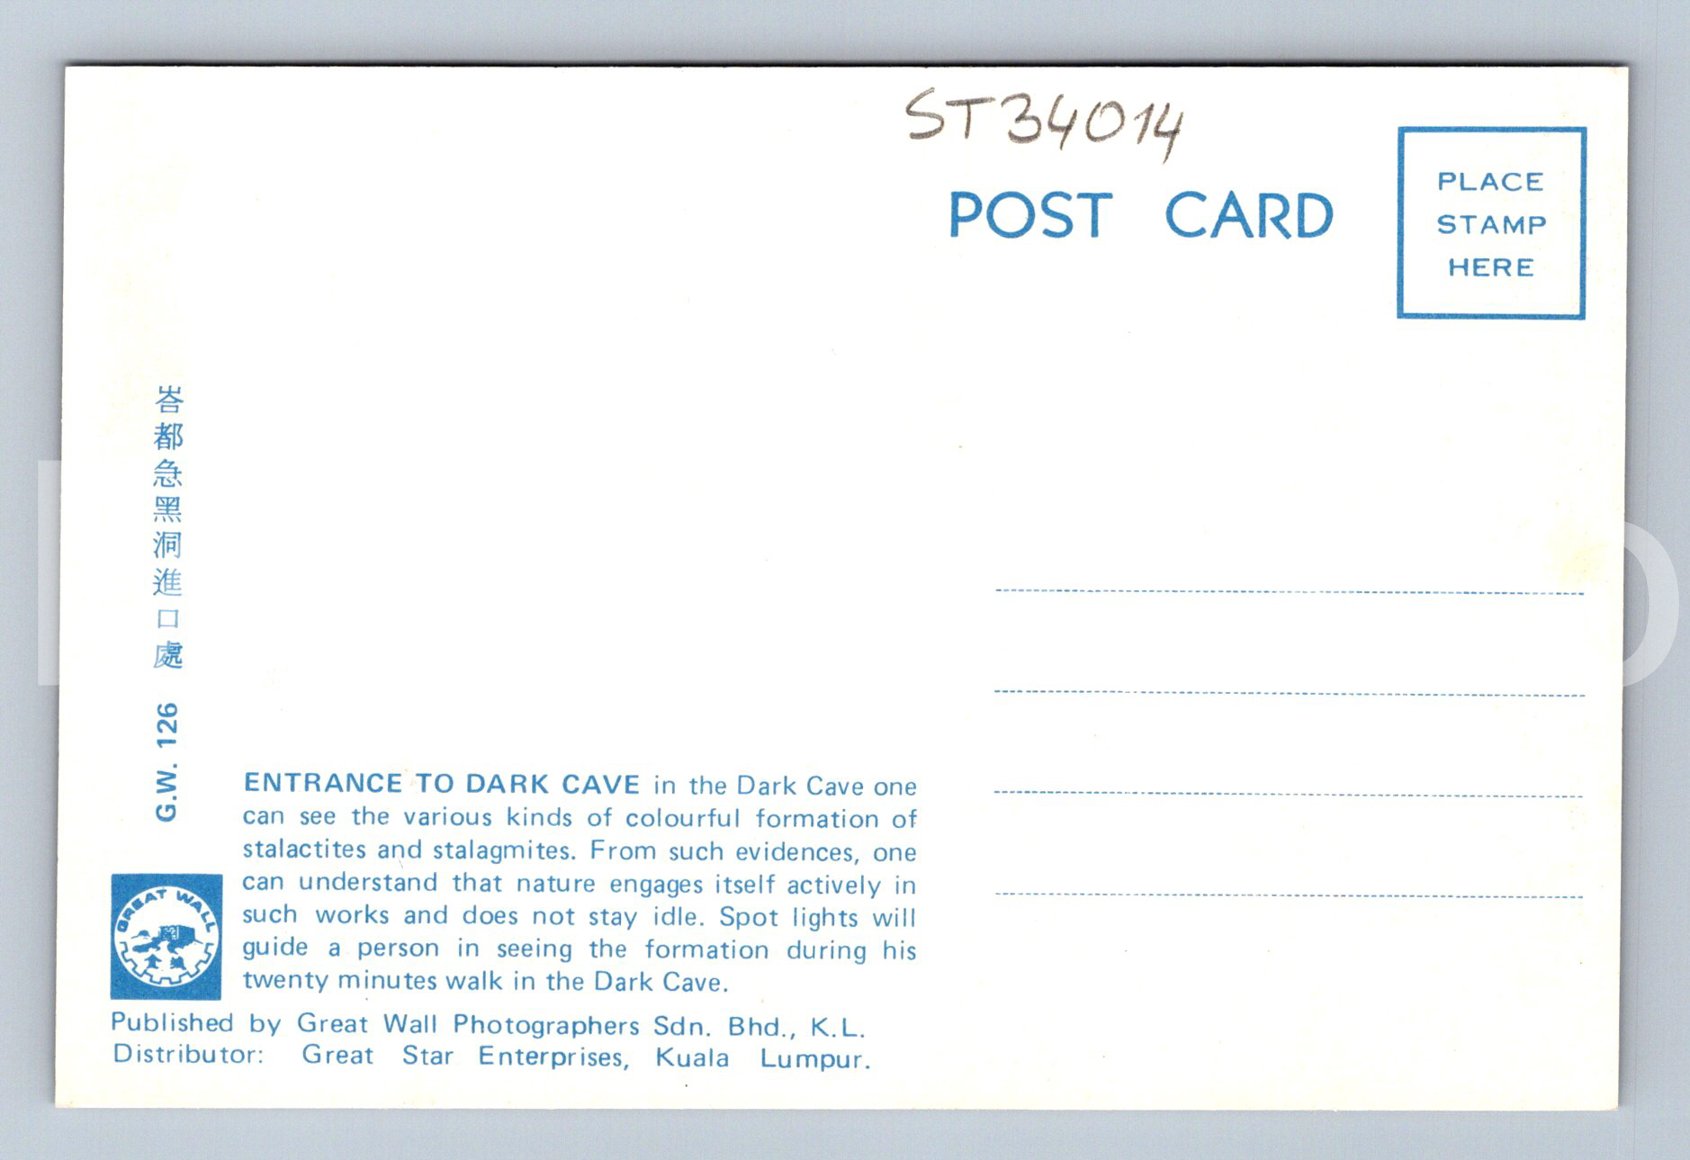 ST34014
POST CARD
PLACE
STAMP
HERE
峇都急黑洞進口處
G.W. 126
ENTRANCE TO DARK CAVE in the Dark Cave one
can see the various kinds of colourful formation of
stalactites and stalagmites. From such evidences, one
can understand that nature engages itself actively in
such works and does not stay idle. Spot lights will
guide a person in seeing the formation during his
twenty minutes walk in the Dark Cave.
GREAT WALL
Published by Great Wall Photographers Sdn. Bhd., K.L.
Distributor: Great Star Enterprises, Kuala Lumpur.